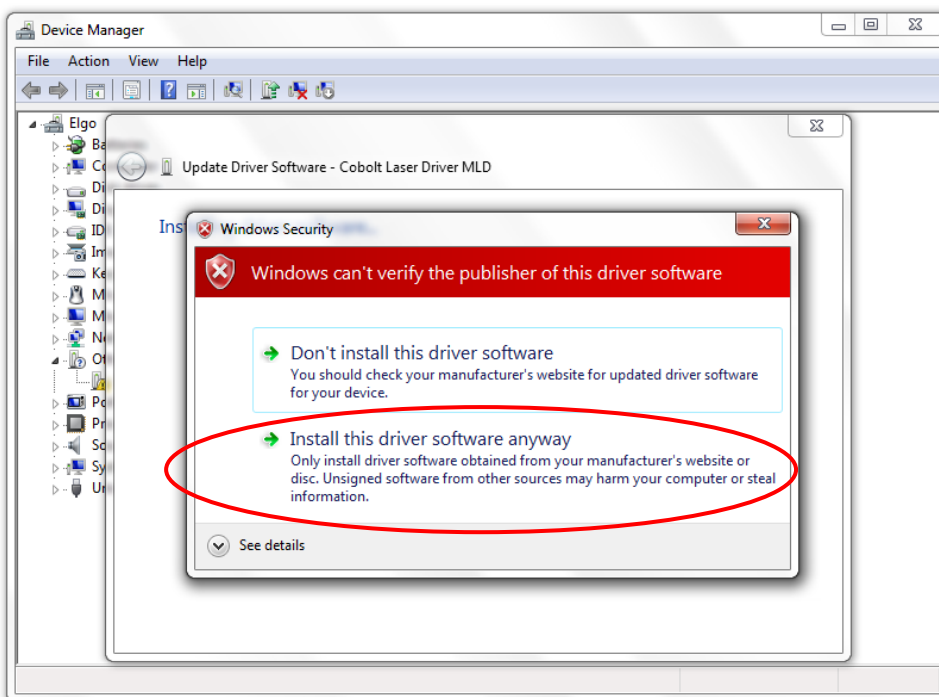 Device Manager
File Action View Help
Elgo
Update Driver Software - Cobolt Laser Driver MLD
Windows Security
Windows can't verify the publisher of this driver software
Don't install this driver software
You should check your manufacturer's website for updated driver software
for your device.
Install this driver software anyway
Only install driver software obtained from your manufacturer's website or
disc. Unsigned software from other sources may harm your computer or steal
information.
See details